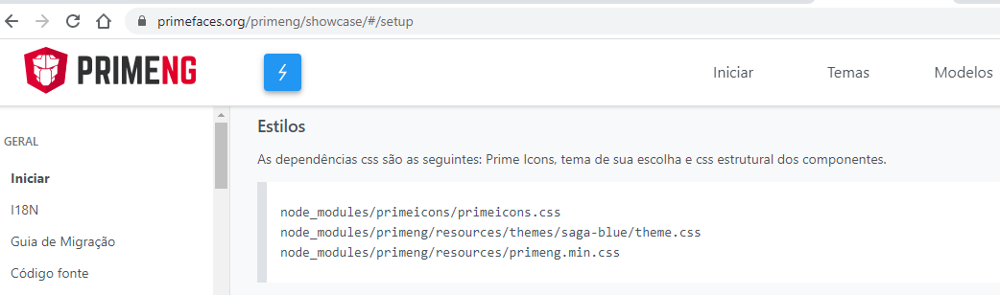 primefaces.org/primeng/showcase/#/setup
PRIMENG
Iniciar Temas Modelos
GERAL
Iniciar
I18N
Guia de Migração
Código fonte
Estilos
As dependências css são as seguintes: Prime Icons, tema de sua escolha e css estrutural dos componentes.
node_modules/primeicons/primeicons.css
node_modules/primeng/resources/themes/saga-blue/theme.css
node_modules/primeng/resources/primeng.min.css